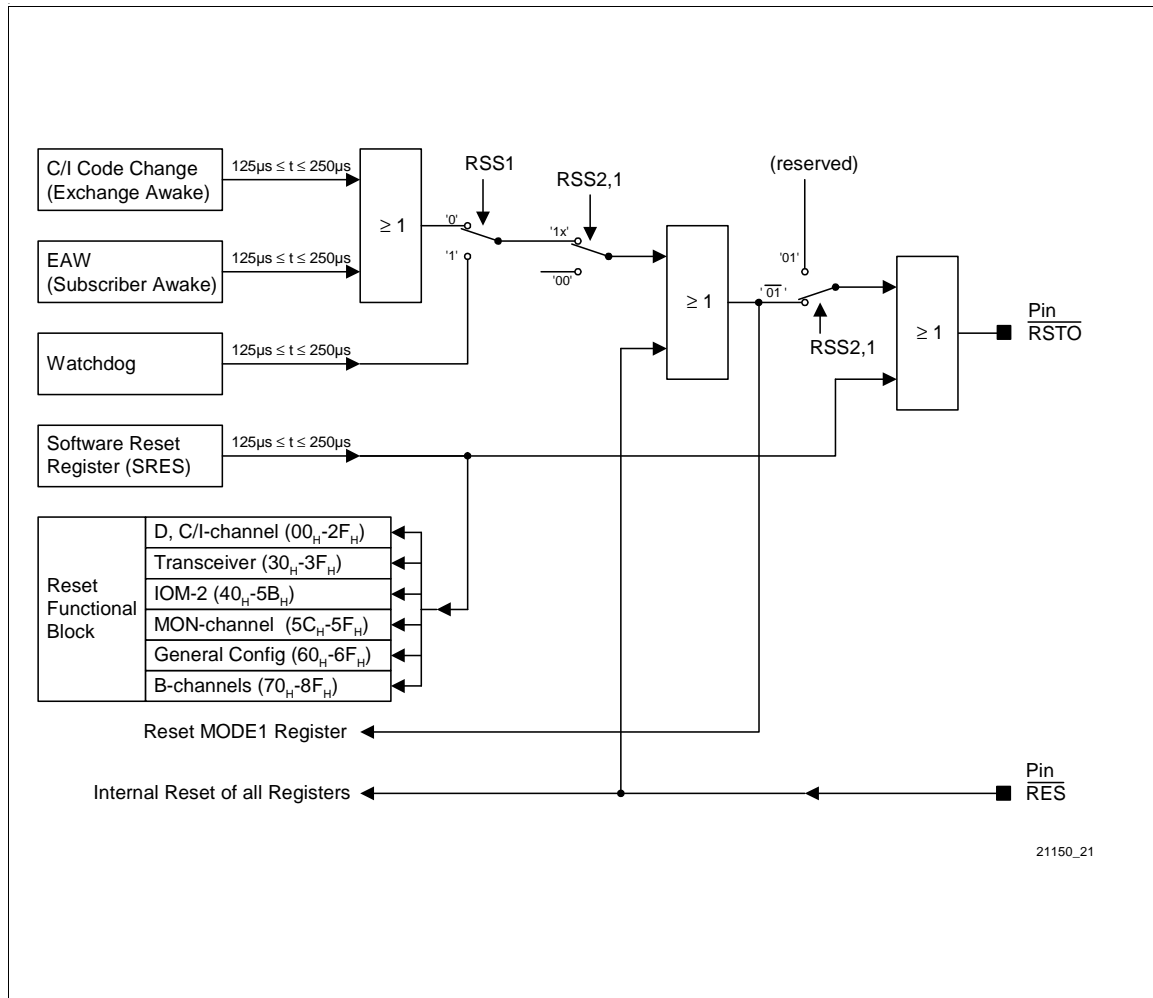 C/I Code Change
(Exchange Awake)
125µs ≤ t ≤ 250µs
EAW
(Subscriber Awake)
125µs ≤ t ≤ 250µs
Watchdog
125µs ≤ t ≤ 250µs
Software Reset
Register (SRES)
125µs ≤ t ≤ 250µs
≥ 1
RSS1
'0'
'1'
RSS2,1
'1x'
'00'
≥ 1
(reserved)
'01'
'01'
RSS2,1
≥ 1
Pin
RSTO
Reset
Functional
Block
D, C/I-channel (00H-2FH)
Transceiver (30H-3FH)
IOM-2 (40H-5BH)
MON-channel (5CH-5FH)
General Config (60H-6FH)
B-channels (70H-8FH)
Reset MODE1 Register
Internal Reset of all Registers
Pin
RES
21150_21